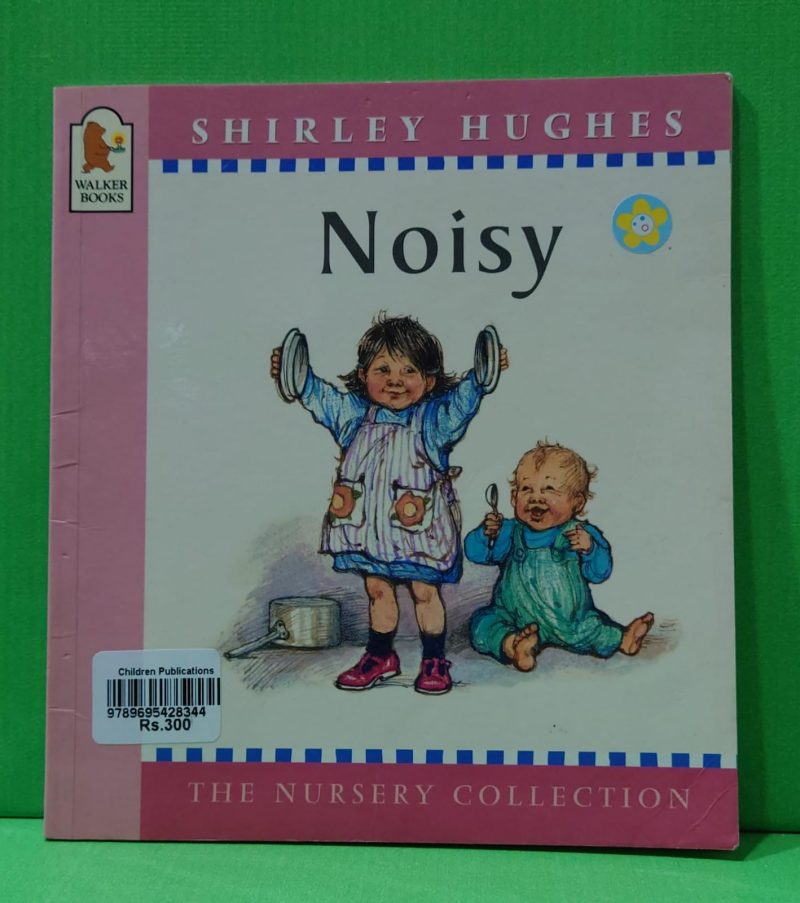 SHIRLEY HUGHES
WALKER
BOOKS
Noisy
Children Publications
9789695428344
Rs.300
THE NURSERY COLLECTION